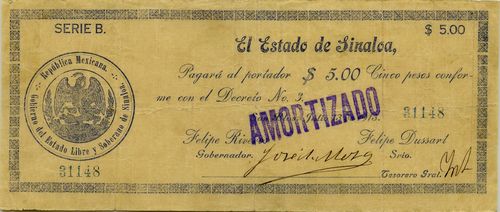 SERIE B.
$ 5.00
El Estado de Sinaloa,
República Mexicana.
Gobierno del Estado Libre y Soberano de Sinaloa.
Pagará al portador $ 5.00 Cinco pesos confor-
me con el Decreto No. 3.
AMORTIZADO
31148
Felipe
Felipe Dussart
Gobernador.
Srio.
31148
Tesorero Gral.